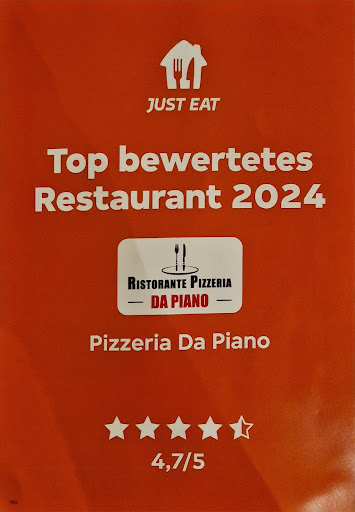 JUST EAT
Top bewertetes
Restaurant 2024
RISTORANTE PIZZERIA
DA PIANO
Pizzeria Da Piano
4,7/5